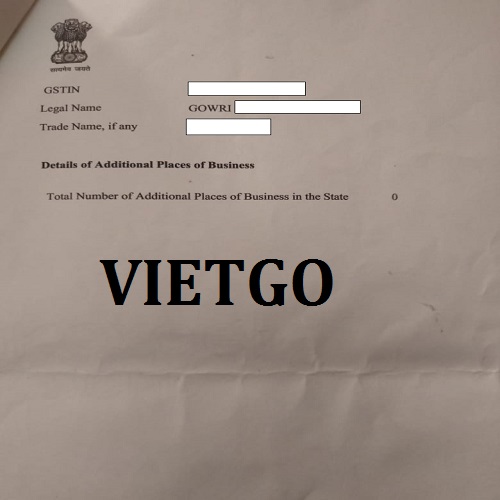 सत्यमेव जयते
GSTIN
Legal Name GOWRI
Trade Name, if any
Details of Additional Places of Business
Total Number of Additional Places of Business in the State 0
VIETGO